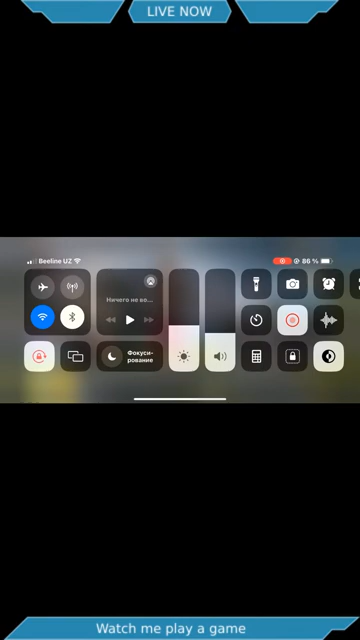 LIVE NOW
Beeline UZ
86 %
Ничего не во...
Фокуси-
рование
Watch me play a game